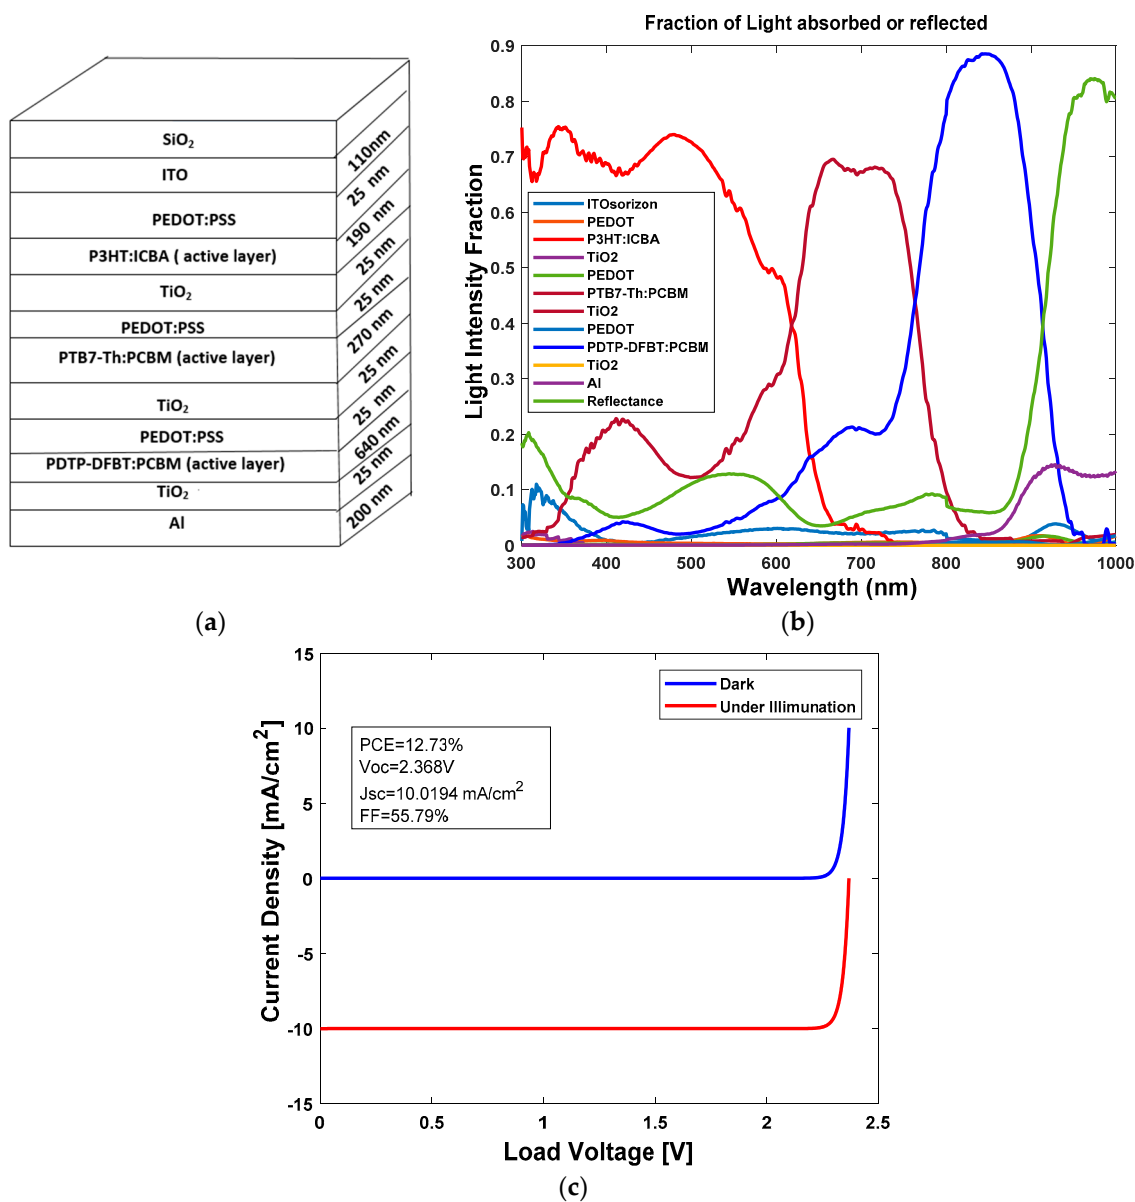 SiO2
ITO
PEDOT:PSS
P3HT:ICBA ( active layer)
TiO2
PEDOT:PSS
PTB7-Th:PCBM (active layer)
TiO2
PEDOT:PSS
PDTP-DFBT:PCBM (active layer)
TiO2
Al
110nm
25 nm
190 nm
25 nm
25 nm
270 nm
25 nm
25 nm
640 nm
25 nm
200 nm
(a)
Fraction of Light absorbed or reflected
Light Intensity Fraction
0.9
0.8
0.7
0.6
0.5
0.4
0.3
0.2
0.1
0
ITOsorizon
PEDOT
P3HT:ICBA
TiO2
PEDOT
PTB7-Th:PCBM
TiO2
PEDOT
PDTP-DFBT:PCBM
TiO2
Al
Reflectance
300 400 500 600 700 800 900 1000
Wavelength (nm)
(b)
Current Density [mA/cm2]
15
10
5
0
-5
-10
-15
Dark
Under Illimunation
PCE=12.73%
Voc=2.368V
Jsc=10.0194 mA/cm2
FF=55.79%
0 0.5 1 1.5 2 2.5
Load Voltage [V]
(c)